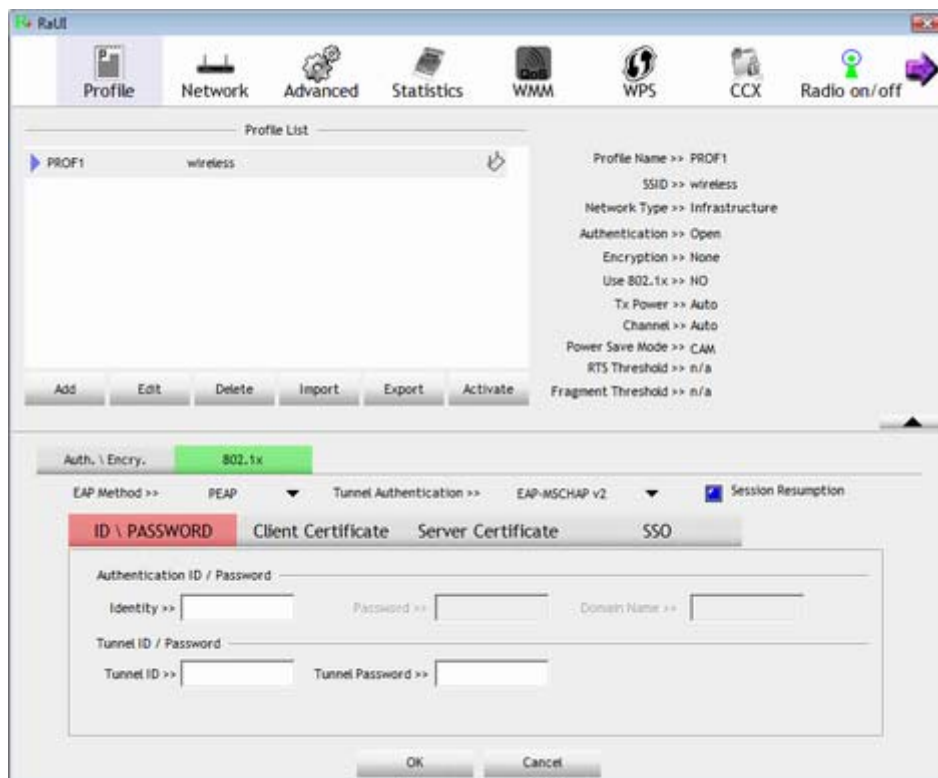 RaUI
Profile Network Advanced Statistics WMM WPS CCX Radio on/off
QoS
Profile List
PROF1 wireless
Profile Name >> PROF1
SSID >> wireless
Network Type >> Infrastructure
Authentication >> Open
Encryption >> None
Use 802.1x >> NO
Tx Power >> Auto
Channel >> Auto
Power Save Mode >> CAM
RTS Threshold >> n/a
Fragment Threshold >> n/a
Add Edit Delete Import Export Activate
Auth. \ Encry. 802.1x
EAP Method >> PEAP Tunnel Authentication >> EAP-MSCHAP v2 Session Resumption
ID \ PASSWORD Client Certificate Server Certificate SSO
Authentication ID / Password
Identity >> Password >> Domain Name >>
Tunnel ID / Password
Tunnel ID >> Tunnel Password >>
OK Cancel